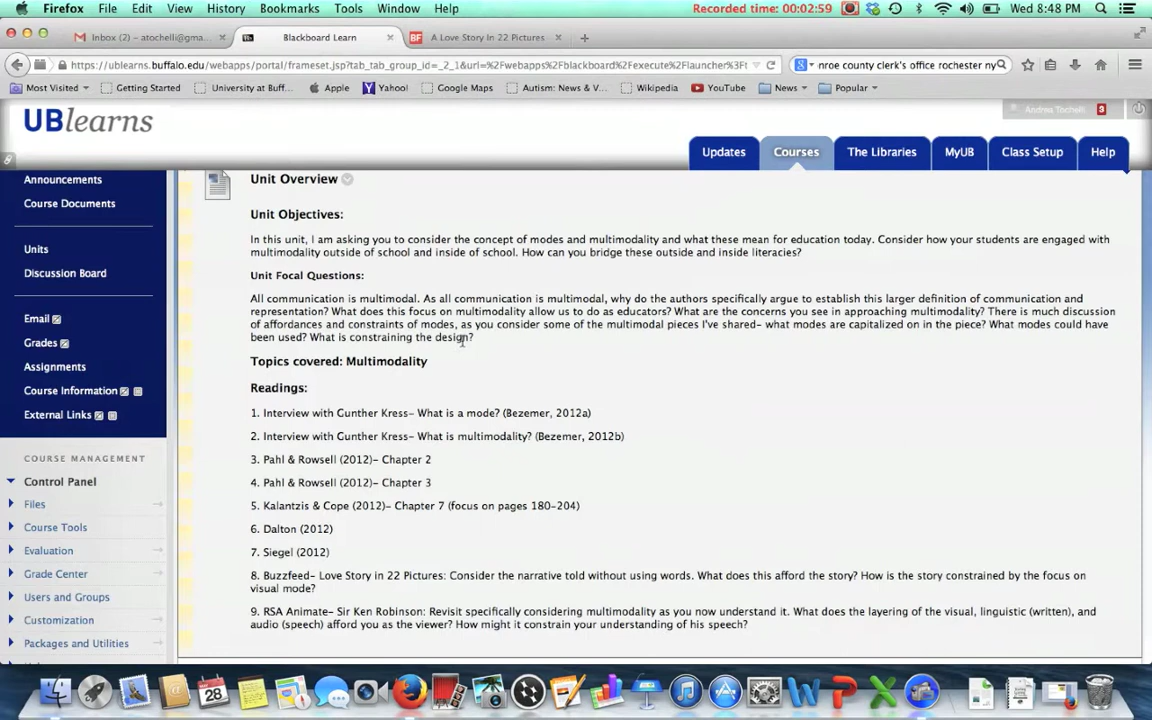 Firefox File Edit View History Bookmarks Tools Window Help Recorded time: 00:02:59 Wed 8:48 PM
Inbox (2) – atochelli@gma... Blackboard Learn BF A Love Story In 22 Pictures
https://ublearns.buffalo.edu/webapps/portal/frameset.jsp?tab_tab_group_id=_2_1&url=%2Fwebapps%2Fblackboard%2Fexecute%2Flauncher%3Ft nroe county clerk's office rochester ny
Most Visited Getting Started University at Buff... Apple Yahoo! Google Maps Autism: News & V... Wikipedia YouTube News Popular
UBlearns
3
Updates Courses The Libraries MyUB Class Setup Help
Announcements
Course Documents
Units
Discussion Board
Email
Grades
Assignments
Course Information
External Links
COURSE MANAGEMENT
Control Panel
Files
Course Tools
Evaluation
Grade Center
Users and Groups
Customization
Packages and Utilities
Unit Overview
Unit Objectives:
In this unit, I am asking you to consider the concept of modes and multimodality and what these mean for education today. Consider how your students are engaged with
multimodality outside of school and inside of school. How can you bridge these outside and inside literacies?
Unit Focal Questions:
All communication is multimodal. As all communication is multimodal, why do the authors specifically argue to establish this larger definition of communication and
representation? What does this focus on multimodality allow us to do as educators? What are the concerns you see in approaching multimodality? There is much discussion
of affordances and constraints of modes, as you consider some of the multimodal pieces I've shared– what modes are capitalized on in the piece? What modes could have
been used? What is constraining the design?
Topics covered: Multimodality
Readings:
1. Interview with Gunther Kress– What is a mode? (Bezemer, 2012a)
2. Interview with Gunther Kress– What is multimodality? (Bezemer, 2012b)
3. Pahl & Rowsell (2012)– Chapter 2
4. Pahl & Rowsell (2012)– Chapter 3
5. Kalantzis & Cope (2012)– Chapter 7 (focus on pages 180–204)
6. Dalton (2012)
7. Siegel (2012)
8. Buzzfeed– Love Story in 22 Pictures: Consider the narrative told without using words. What does this afford the story? How is the story constrained by the focus on
visual mode?
9. RSA Animate– Sir Ken Robinson: Revisit specifically considering multimodality as you now understand it. What does the layering of the visual, linguistic (written), and
audio (speech) afford you as the viewer? How might it constrain your understanding of his speech?
28